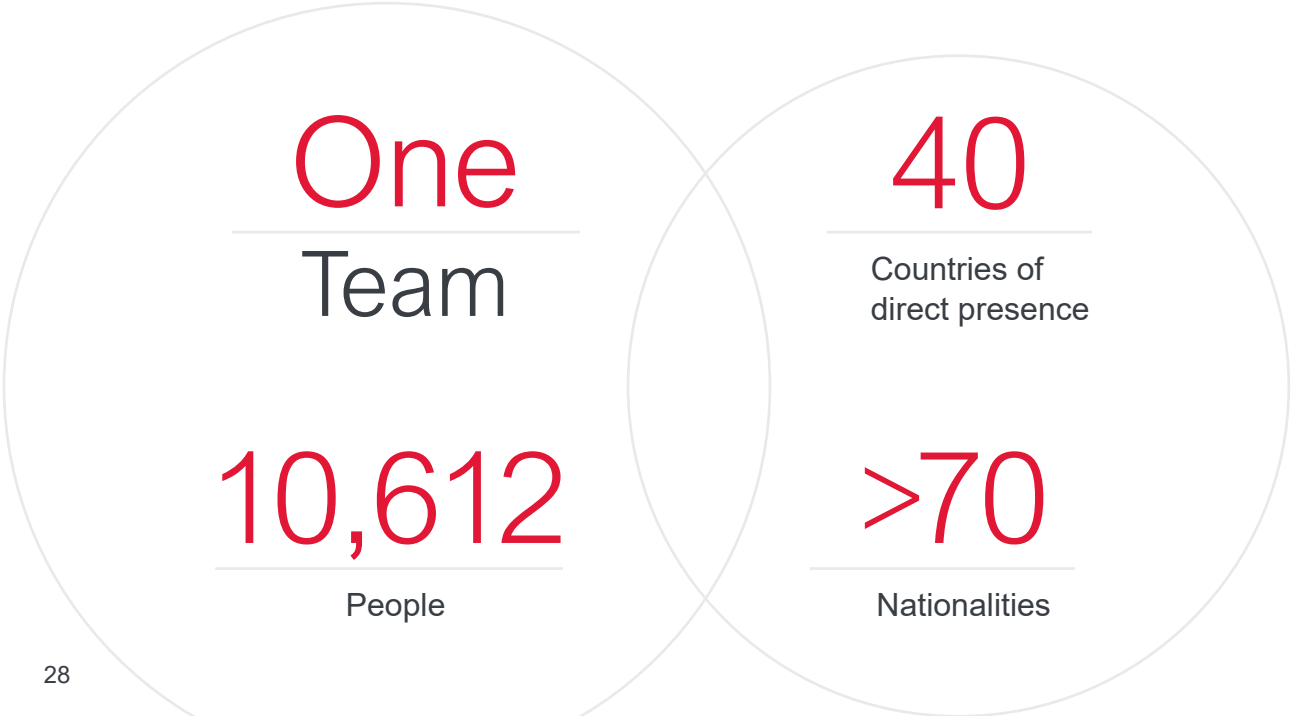 One
Team
40
Countries of
direct presence
10,612
People
>70
Nationalities
28